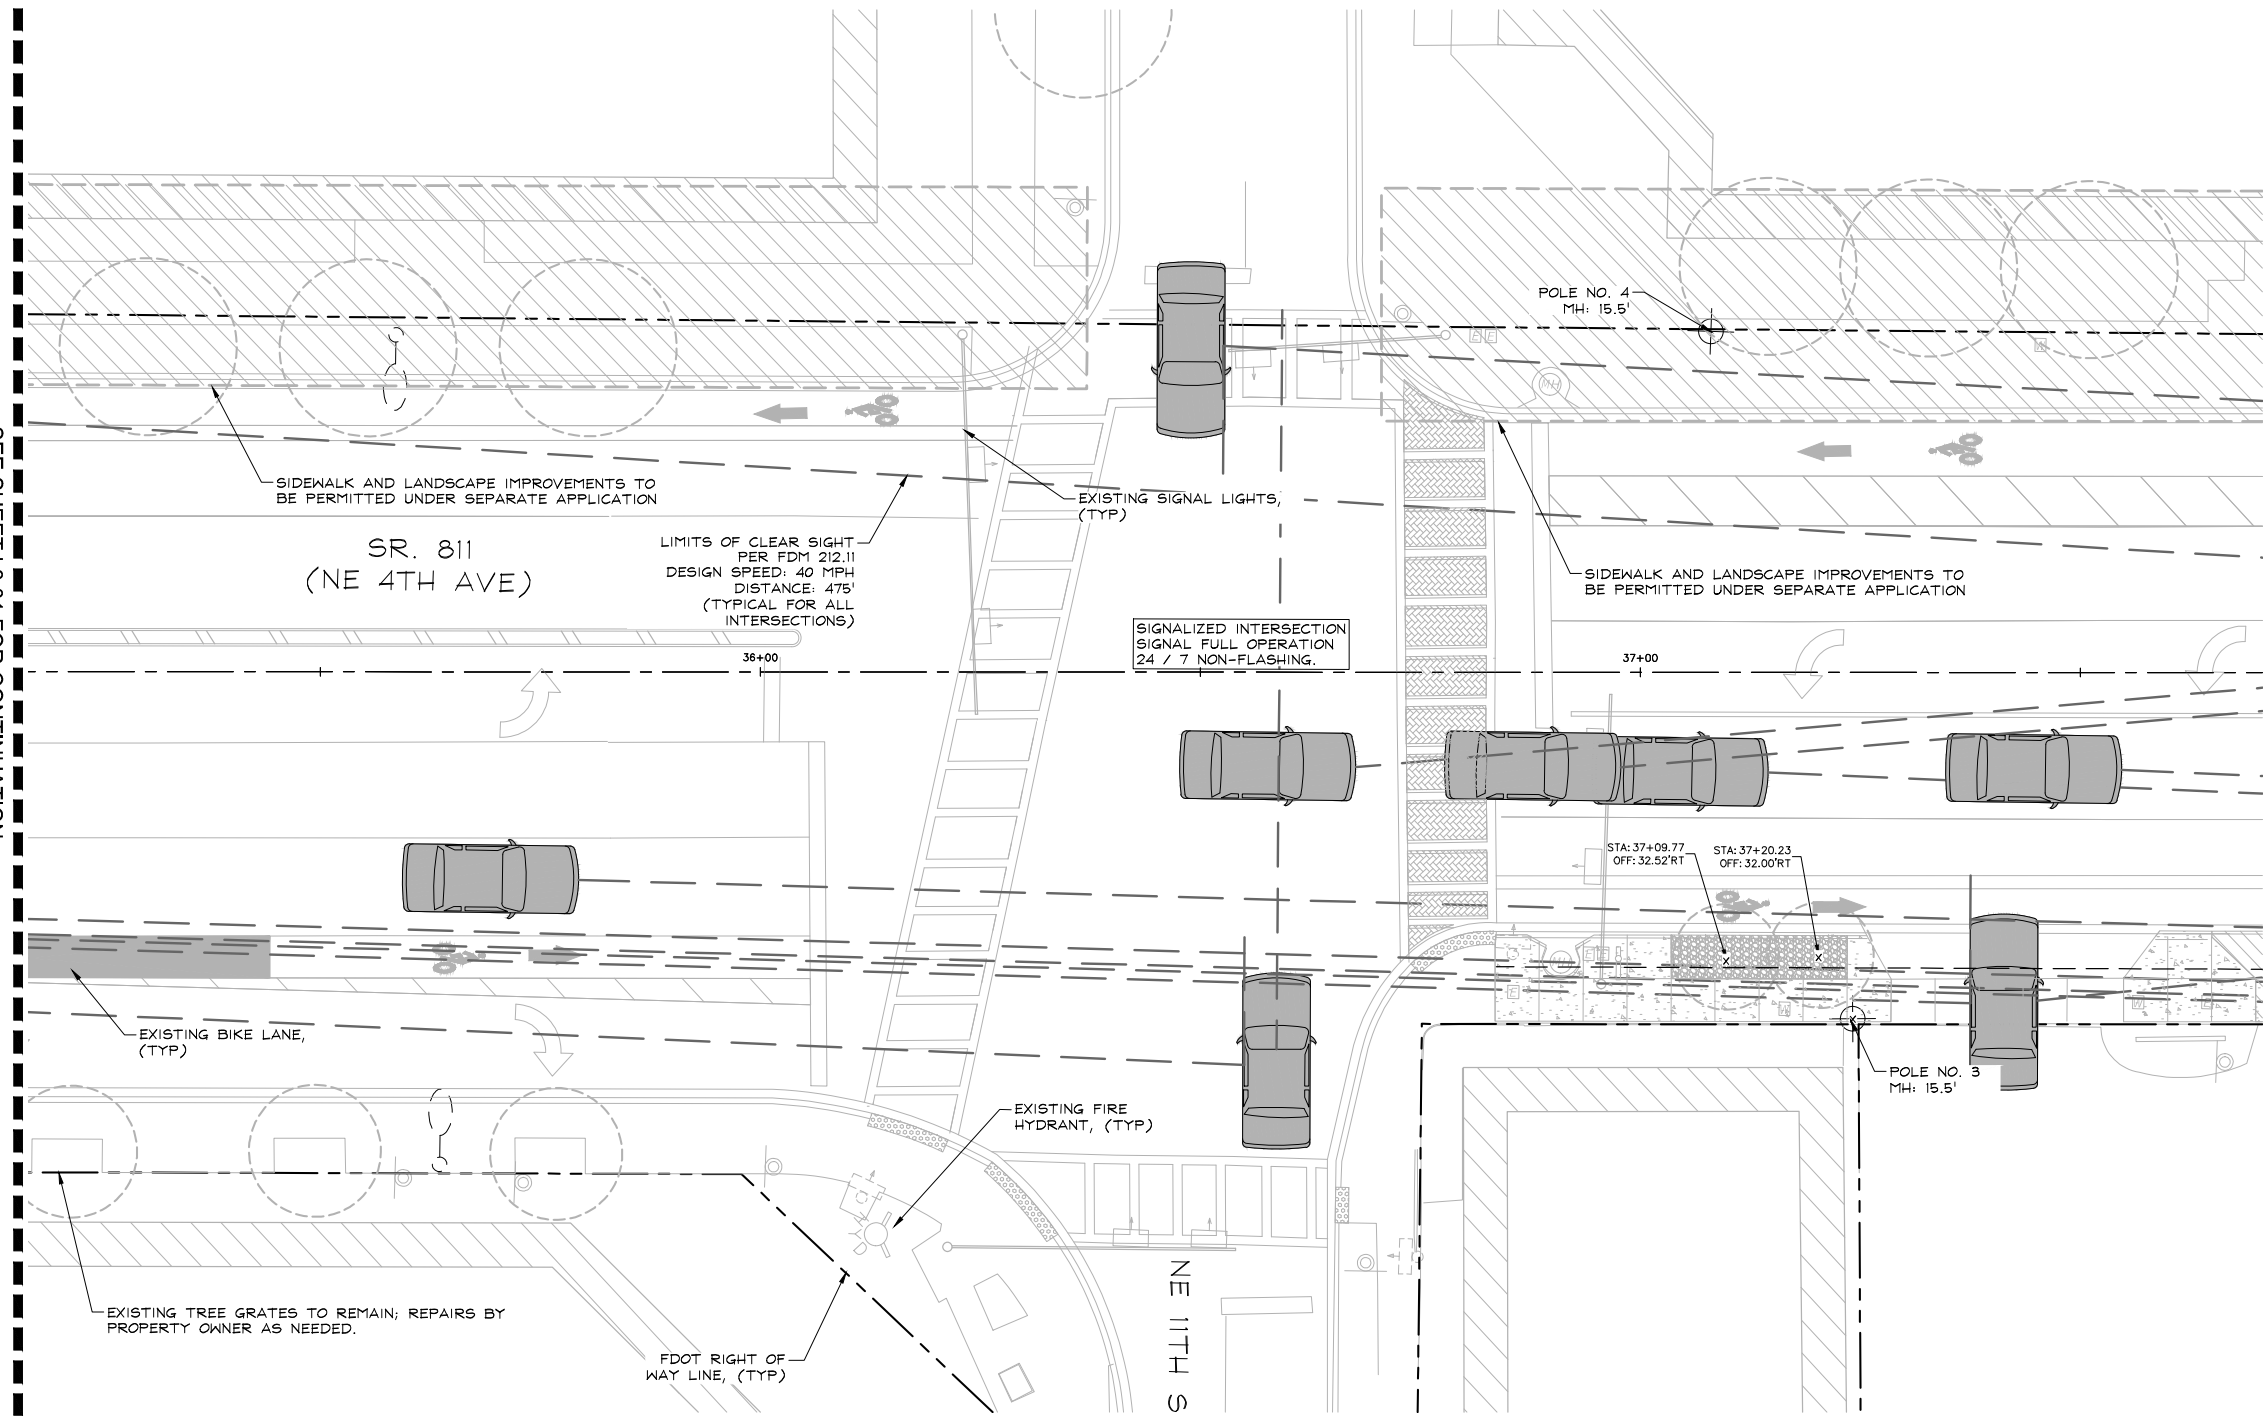 POLE NO. 4
MH: 15.5'
SIDEWALK AND LANDSCAPE IMPROVEMENTS TO
BE PERMITTED UNDER SEPARATE APPLICATION
EXISTING SIGNAL LIGHTS,
(TYP)
SR. 811
(NE 4TH AVE)
LIMITS OF CLEAR SIGHT
PER FDM 212.11
DESIGN SPEED: 40 MPH
DISTANCE: 475'
(TYPICAL FOR ALL
INTERSECTIONS)
SIDEWALK AND LANDSCAPE IMPROVEMENTS TO
BE PERMITTED UNDER SEPARATE APPLICATION
SIGNALIZED INTERSECTION
SIGNAL FULL OPERATION
24 / 7 NON-FLASHING.
36+00
37+00
STA: 37+09.77
OFF: 32.52'RT
STA: 37+20.23
OFF: 32.00'RT
EXISTING BIKE LANE,
(TYP)
POLE NO. 3
MH: 15.5'
EXISTING FIRE
HYDRANT, (TYP)
EXISTING TREE GRATES TO REMAIN; REPAIRS BY
PROPERTY OWNER AS NEEDED.
FDOT RIGHT OF
WAY LINE, (TYP)
NE 11TH S
MH
MH
E E
E E
E
W
W
W